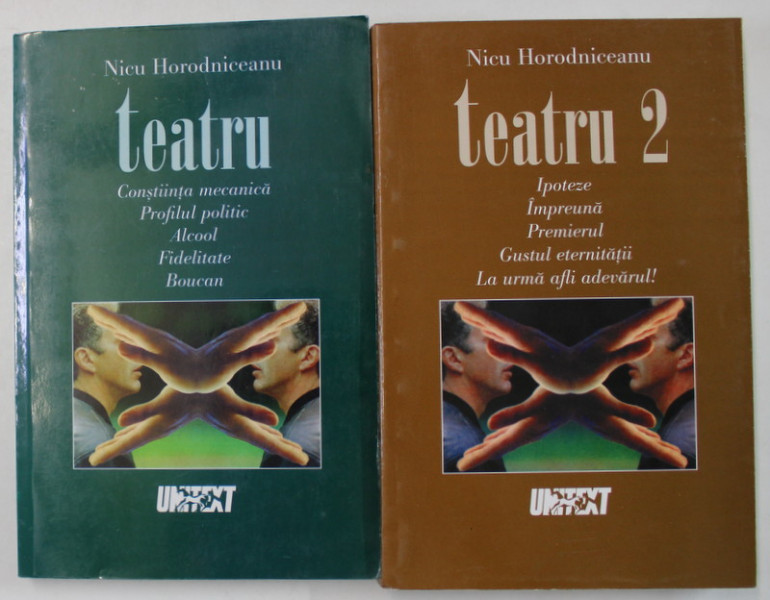 Nicu Horodniceanu
teatru
Conștiința mecanică
Profilul politic
Alcool
Fidelitate
Boucan
UNITEXT
Nicu Horodniceanu
teatru 2
Ipoteze
Împreună
Premierul
Gustul eternității
La urmă afli adevărul!
UNITEXT